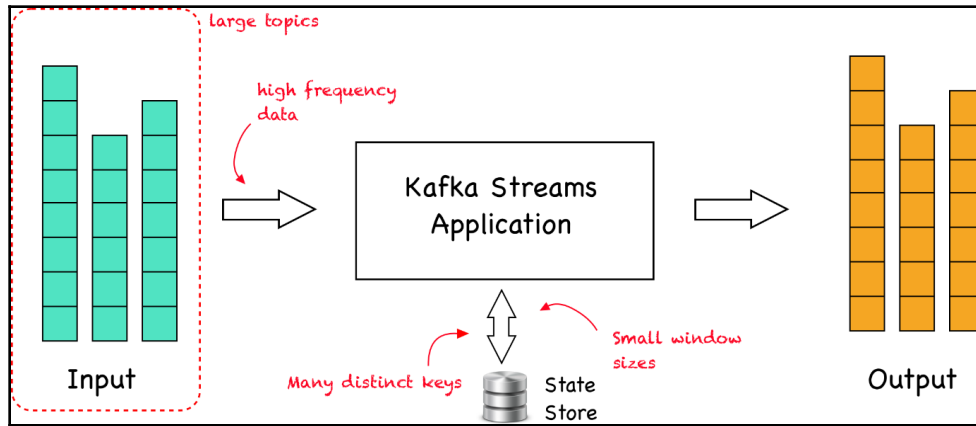 large topics
high frequency
data
Kafka Streams
Application
Small window
sizes
Many distinct keys
Input
State
Store
Output